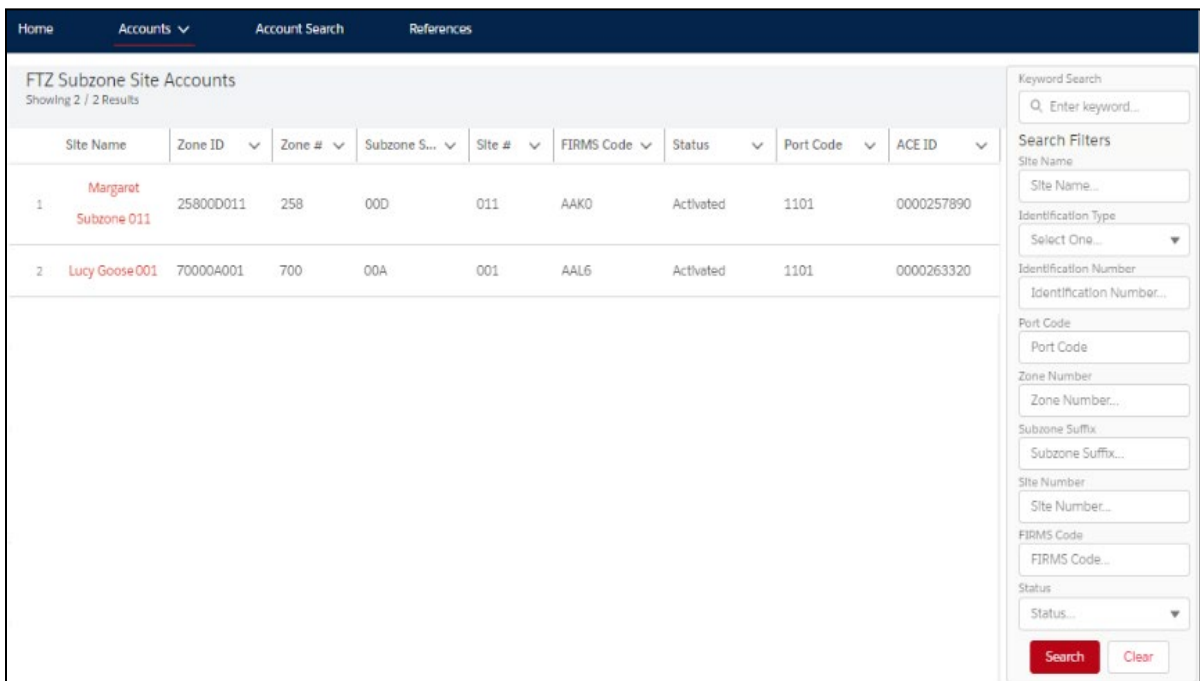 Home Accounts Account Search References
FTZ Subzone Site Accounts
Showing 2 / 2 Results
Site Name Zone ID Zone # Subzone S... Site # FIRMS Code Status Port Code ACE ID
1 Margaret Subzone 011 25800D011 258 00D 011 AAK0 Activated 1101 0000257890
2 Lucy Goose 001 70000A001 700 00A 001 AAL6 Activated 1101 0000263320
Keyword Search
Enter keyword...
Search Filters
Site Name
Site Name...
Identification Type
Select One...
Identification Number
Identification Number...
Port Code
Port Code
Zone Number
Zone Number...
Subzone Suffix
Subzone Suffix...
Site Number
Site Number...
FIRMS Code
FIRMS Code...
Status
Status...
Search Clear